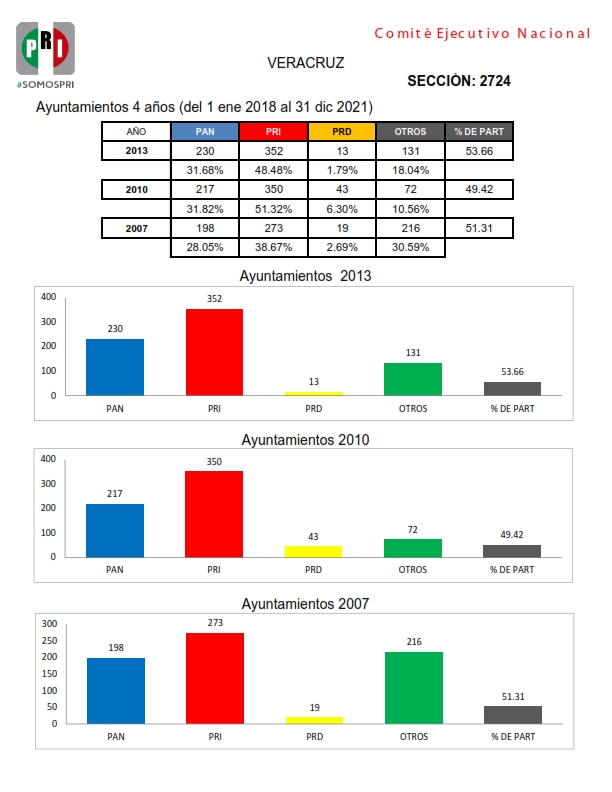 Comité Ejecutivo Nacional
PRI
#SOMOSPRI
VERACRUZ
SECCIÓN: 2724
Ayuntamientos 4 años (del 1 ene 2018 al 31 dic 2021)
AÑO PAN PRI PRD OTROS % DE PART
2013 230 352 13 131 53.66
31.68% 48.48% 1.79% 18.04%
2010 217 350 43 72 49.42
31.82% 51.32% 6.30% 10.56%
2007 198 273 19 216 51.31
28.05% 38.67% 2.69% 30.59%
Ayuntamientos 2013
400
300
200
100
0
230 352 13 131 53.66
PAN PRI PRD OTROS % DE PART
Ayuntamientos 2010
400
300
200
100
0
217 350 43 72 49.42
PAN PRI PRD OTROS % DE PART
Ayuntamientos 2007
300
250
200
150
100
50
0
198 273 19 216 51.31
PAN PRI PRD OTROS % DE PART